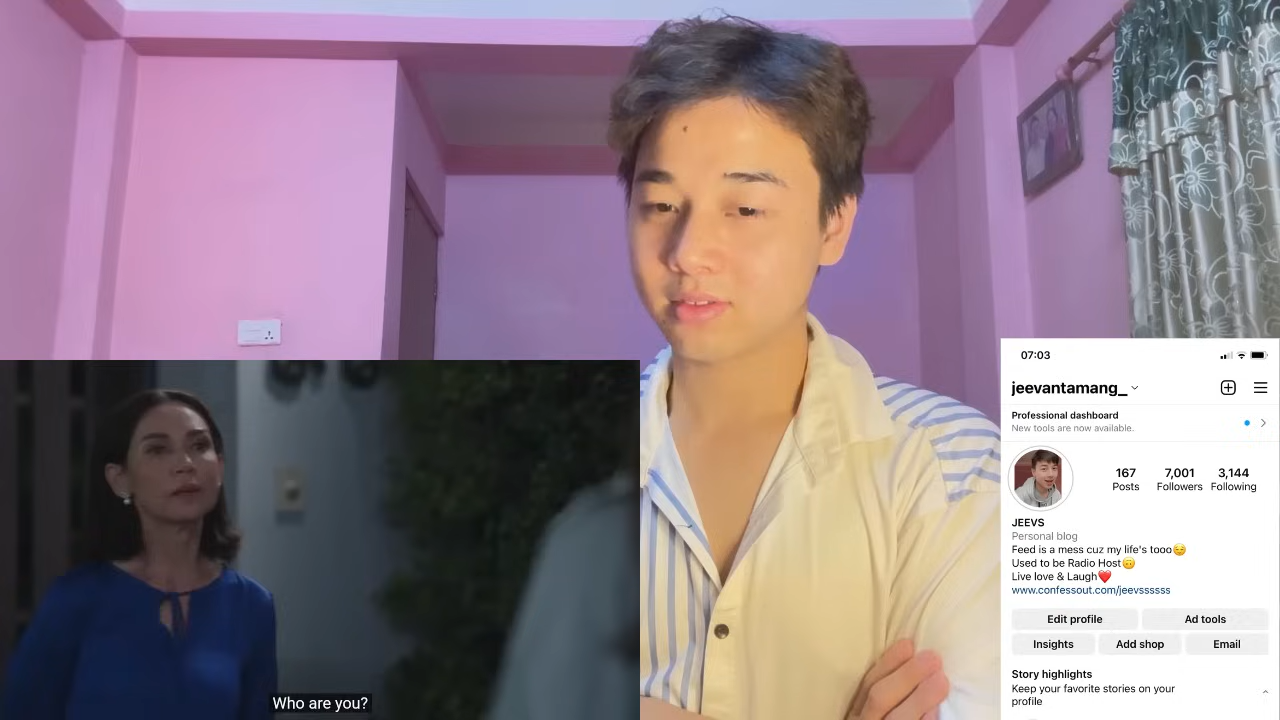 Who are you?
07:03
jeevantamang_
Professional dashboard
New tools are now available.
167 7,001 3,144
Posts Followers Following
JEEVS
Personal blog
Feed is a mess cuz my life's tooo😑
Used to be Radio Host🙃
Live love & Laugh❤️
www.confessout.com/jeevssssss
Edit profile Ad tools
Insights Add shop Email
Story highlights
Keep your favorite stories on your
profile